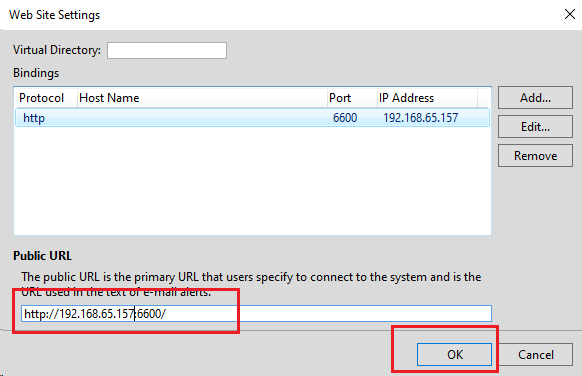 Web Site Settings
Virtual Directory:
Bindings
Protocol Host Name Port IP Address
http 6600 192.168.65.157
Add...
Edit...
Remove
Public URL
The public URL is the primary URL that users specify to connect to the system and is the
URL used in the text of e-mail alerts.
http://192.168.65.157:6600/
OK Cancel